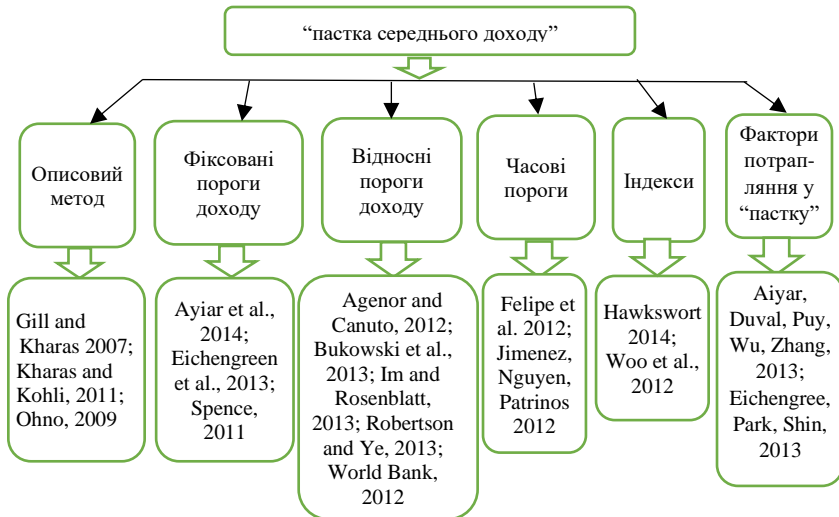 “пастка середнього доходу”
Описовий
метод
Фіксовані
пороги
доходу
Відносні
пороги
доходу
Часові
пороги
Індекси
Фактори
потрап-
ляння у
“пастку”
Gill and
Kharas 2007;
Kharas and
Kohli, 2011;
Ohno, 2009
Ayiar et al.,
2014;
Eichengreen
et al., 2013;
Spence,
2011
Agenor and
Canuto, 2012;
Bukowski et al.,
2013; Im and
Rosenblatt,
2013; Robertson
and Ye, 2013;
World Bank,
2012
Felipe et
al. 2012;
Jimenez,
Nguyen,
Patrinos
2012
Hawkswort
2014;
Woo et al.,
2012
Aiyar,
Duval, Puy,
Wu, Zhang,
2013;
Eichengree,
Park, Shin,
2013